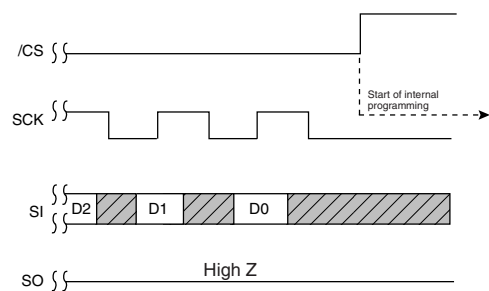 /CS
Start of internal
programming
SCK
SI D2 D1 D0
SO High Z